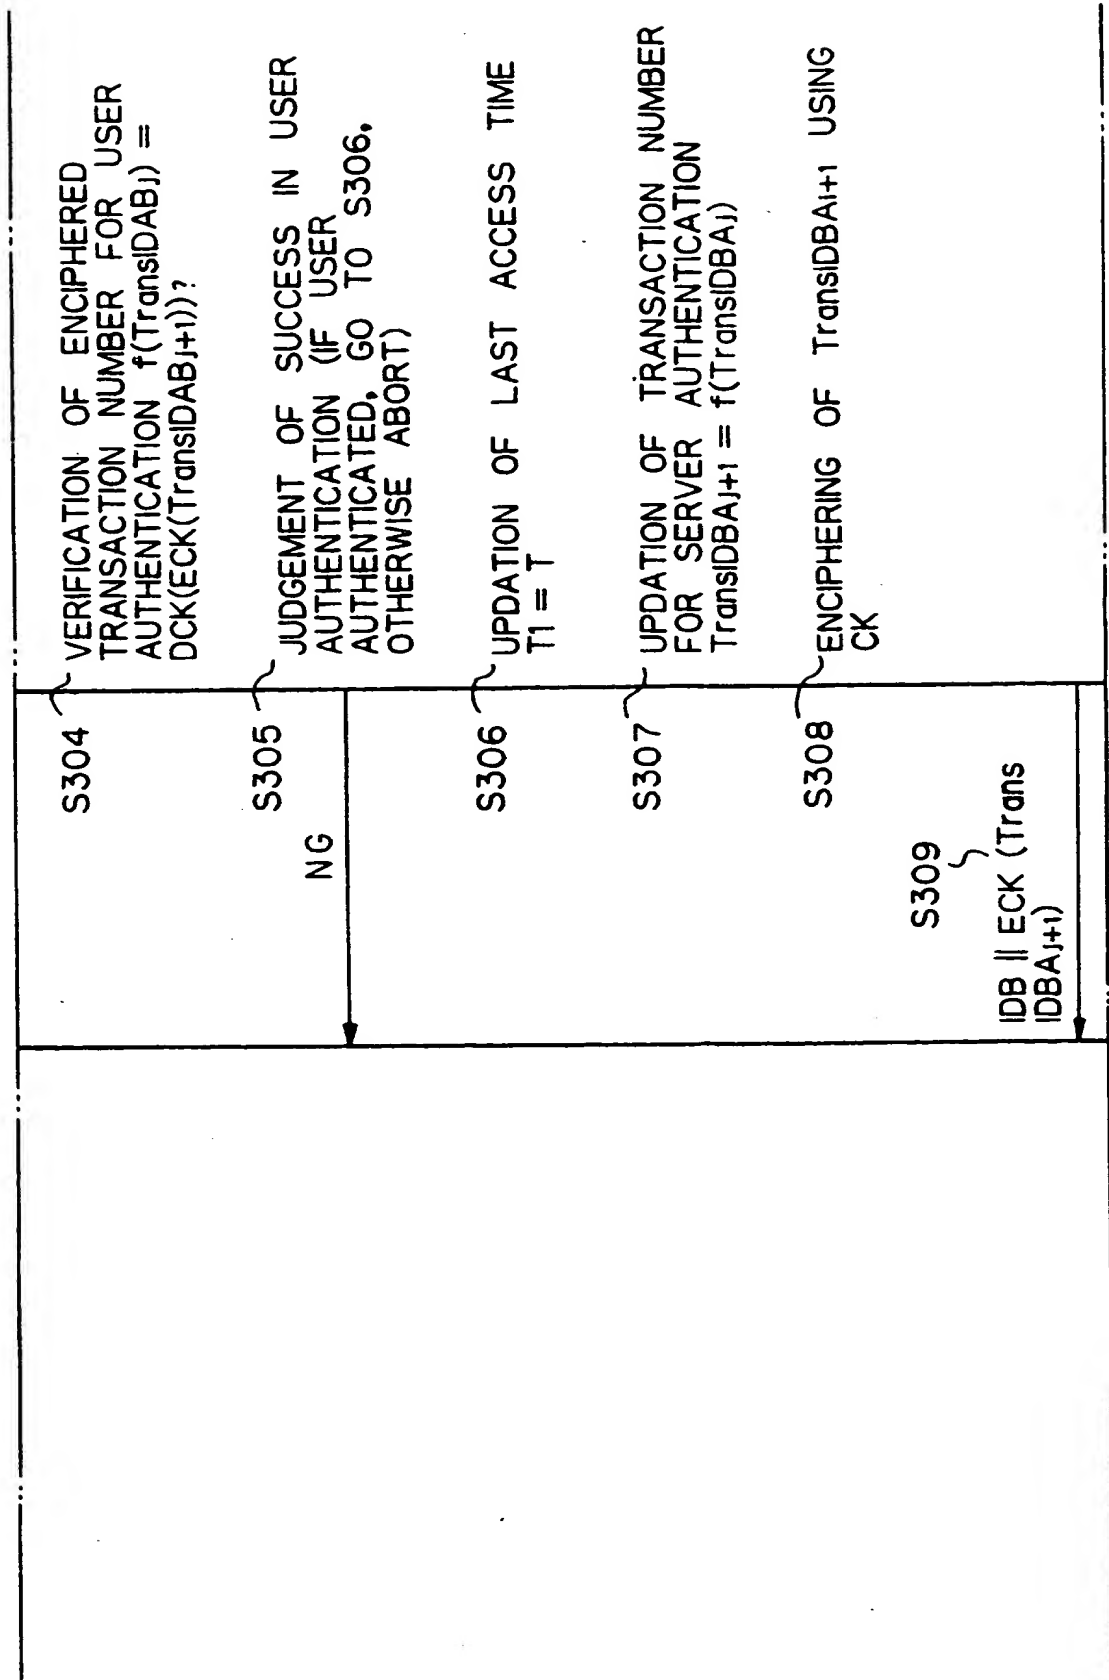 S304
VERIFICATION OF ENCIPHERED
TRANSACTION NUMBER FOR USER
AUTHENTICATION f(TransIDABj) =
DCK(ECK(TransIDABj+1))?
S305
JUDGEMENT OF SUCCESS IN USER
AUTHENTICATION (IF USER
AUTHENTICATED, GO TO S306,
OTHERWISE ABORT)
NG
S306
UPDATION OF LAST ACCESS TIME
T1 = T
S307
UPDATION OF TRANSACTION NUMBER
FOR SERVER AUTHENTICATION
TransIDBAj+1 = f(TransIDBAj)
S308
ENCIPHERING OF TransIDBAi+1 USING
CK
S309
IDB || ECK (Trans
IDBAj+1)